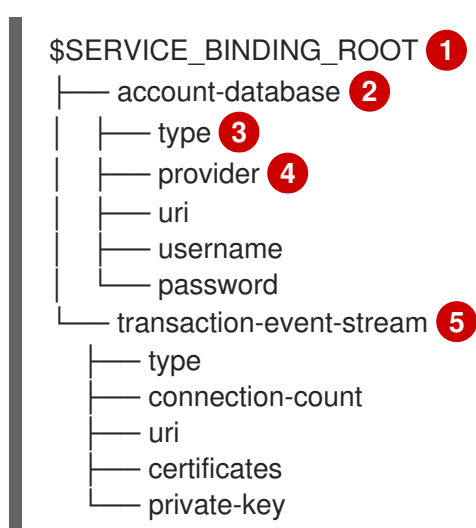 $SERVICE_BINDING_ROOT 1
├── account-database 2
│   ├── type 3
│   ├── provider 4
│   ├── uri
│   ├── username
│   └── password
└── transaction-event-stream 5
    ├── type
    ├── connection-count
    ├── uri
    ├── certificates
    └── private-key